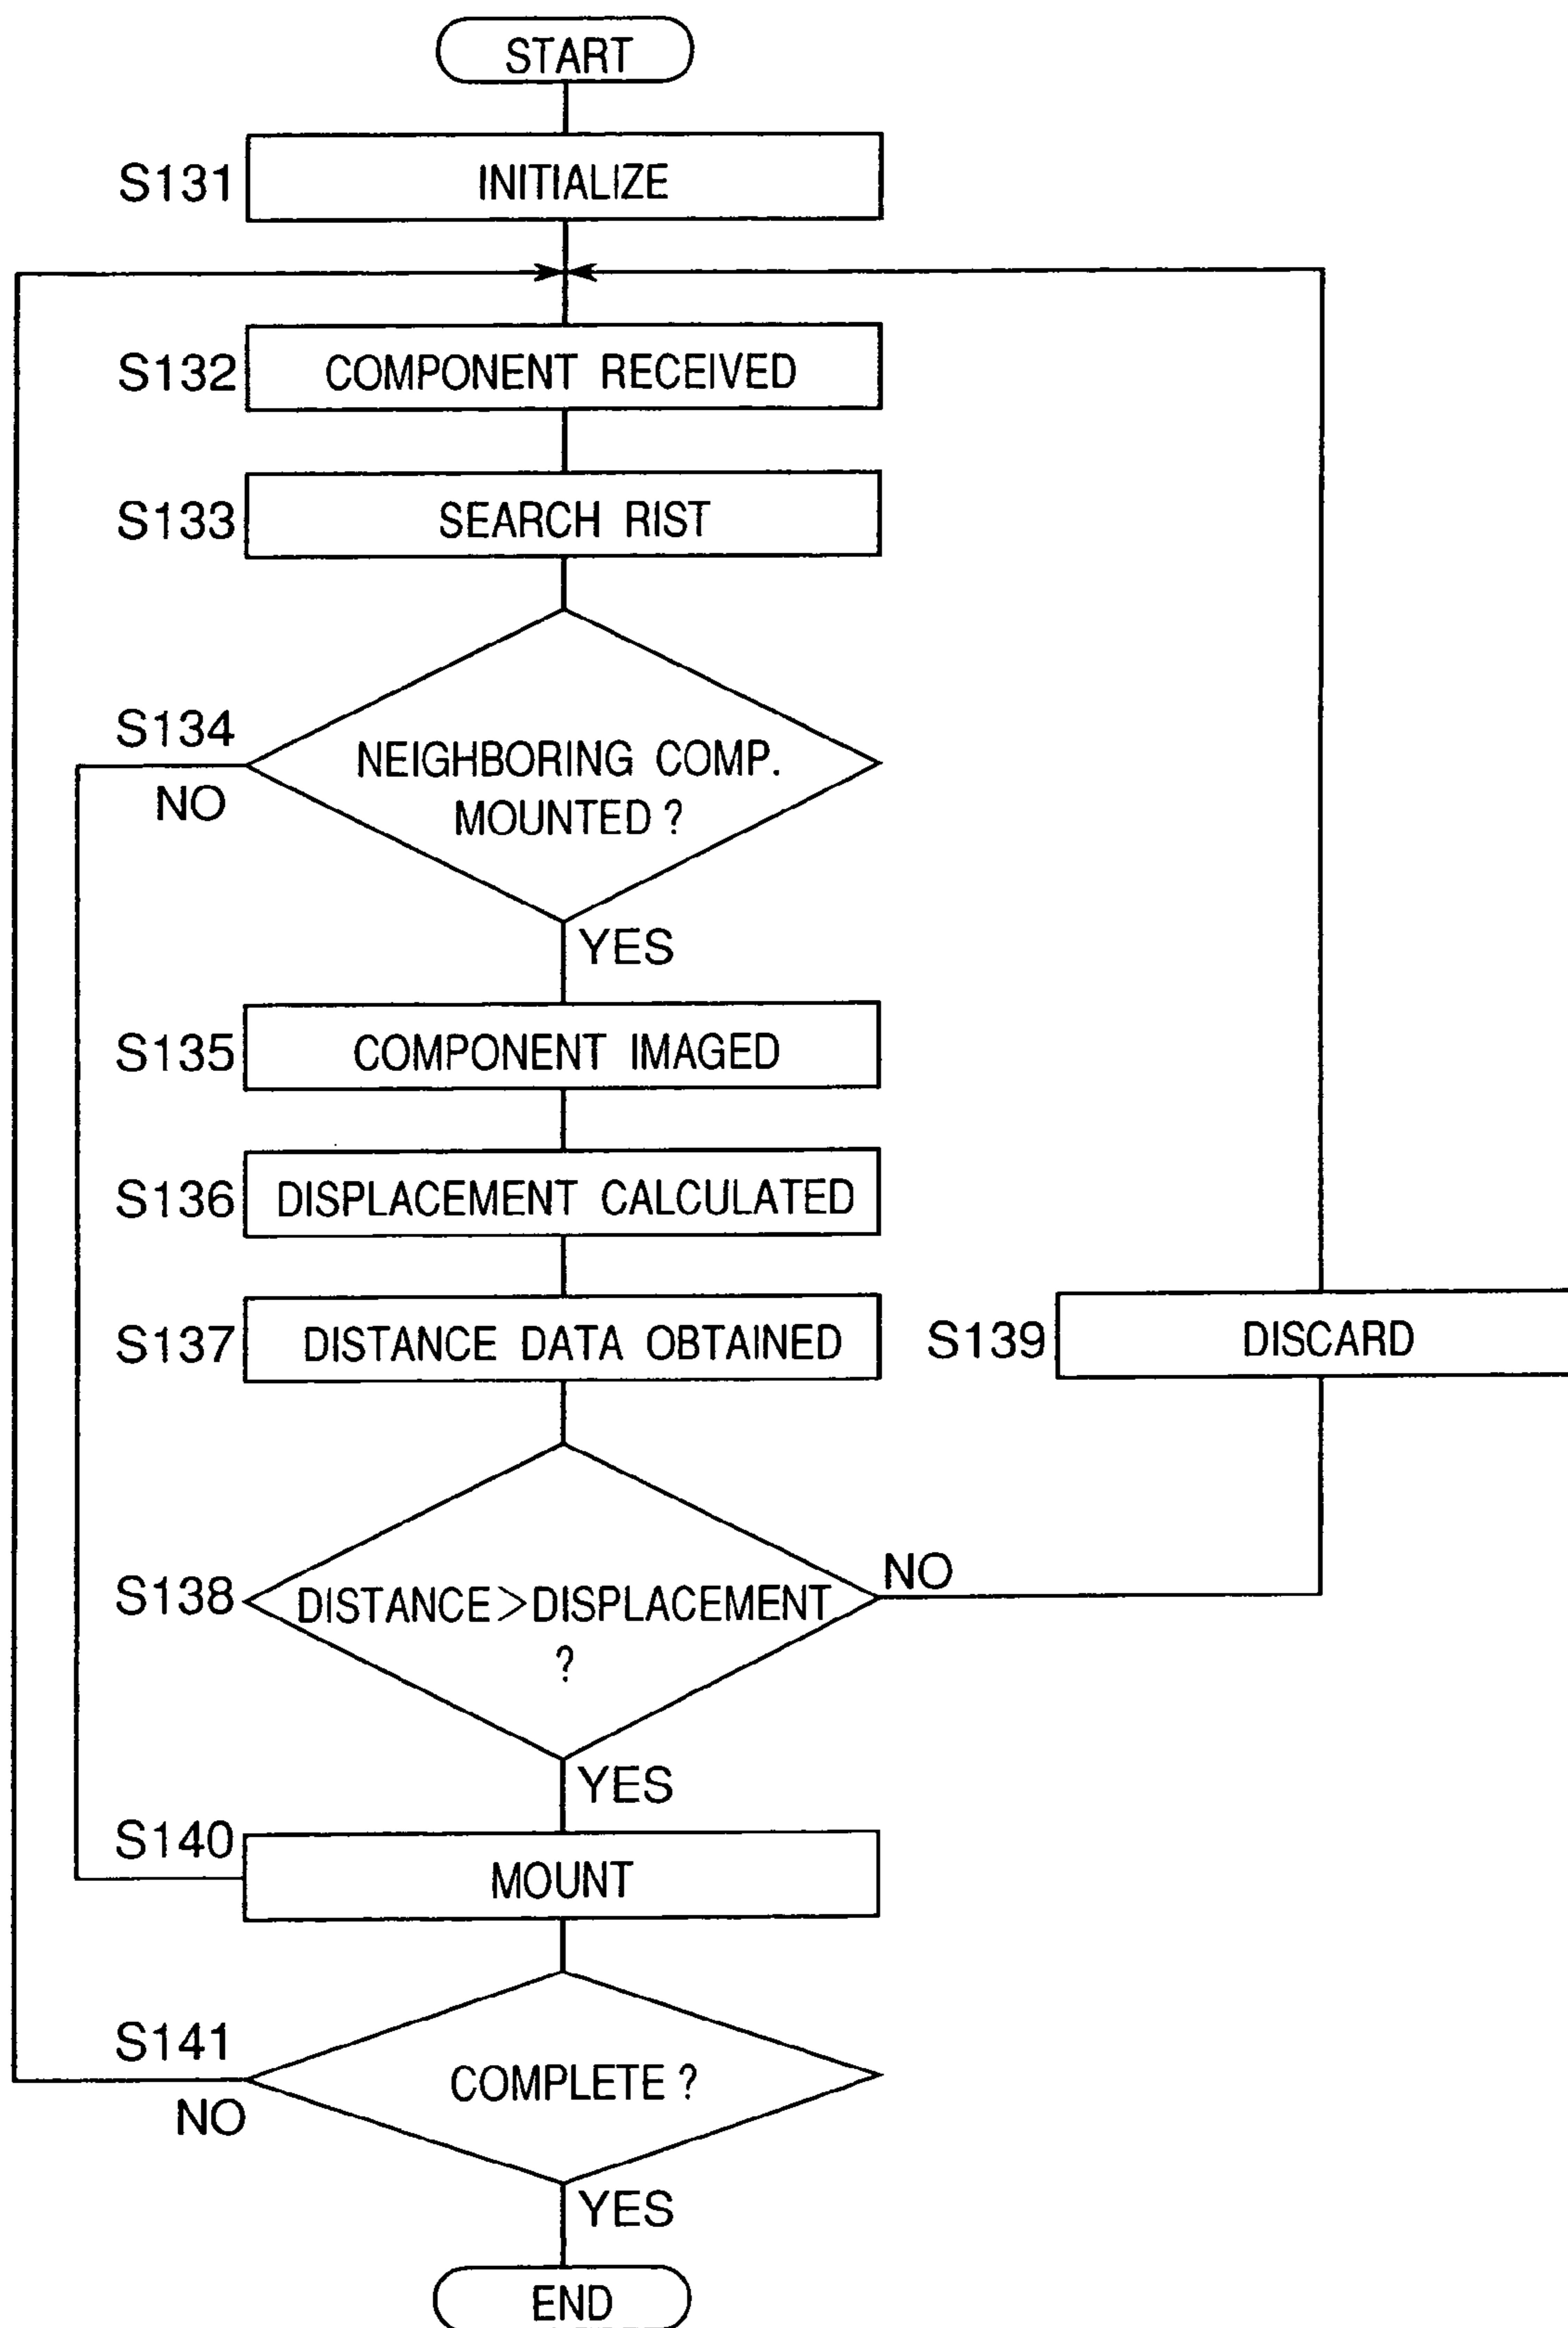 START
S131
INITIALIZE
S132
COMPONENT RECEIVED
S133
SEARCH RIST
S134
NEIGHBORING COMP.
MOUNTED ?
NO
YES
S135
COMPONENT IMAGED
S136
DISPLACEMENT CALCULATED
S137
DISTANCE DATA OBTAINED
S139
DISCARD
S138
DISTANCE>DISPLACEMENT
?
NO
YES
S140
MOUNT
S141
COMPLETE ?
NO
YES
END